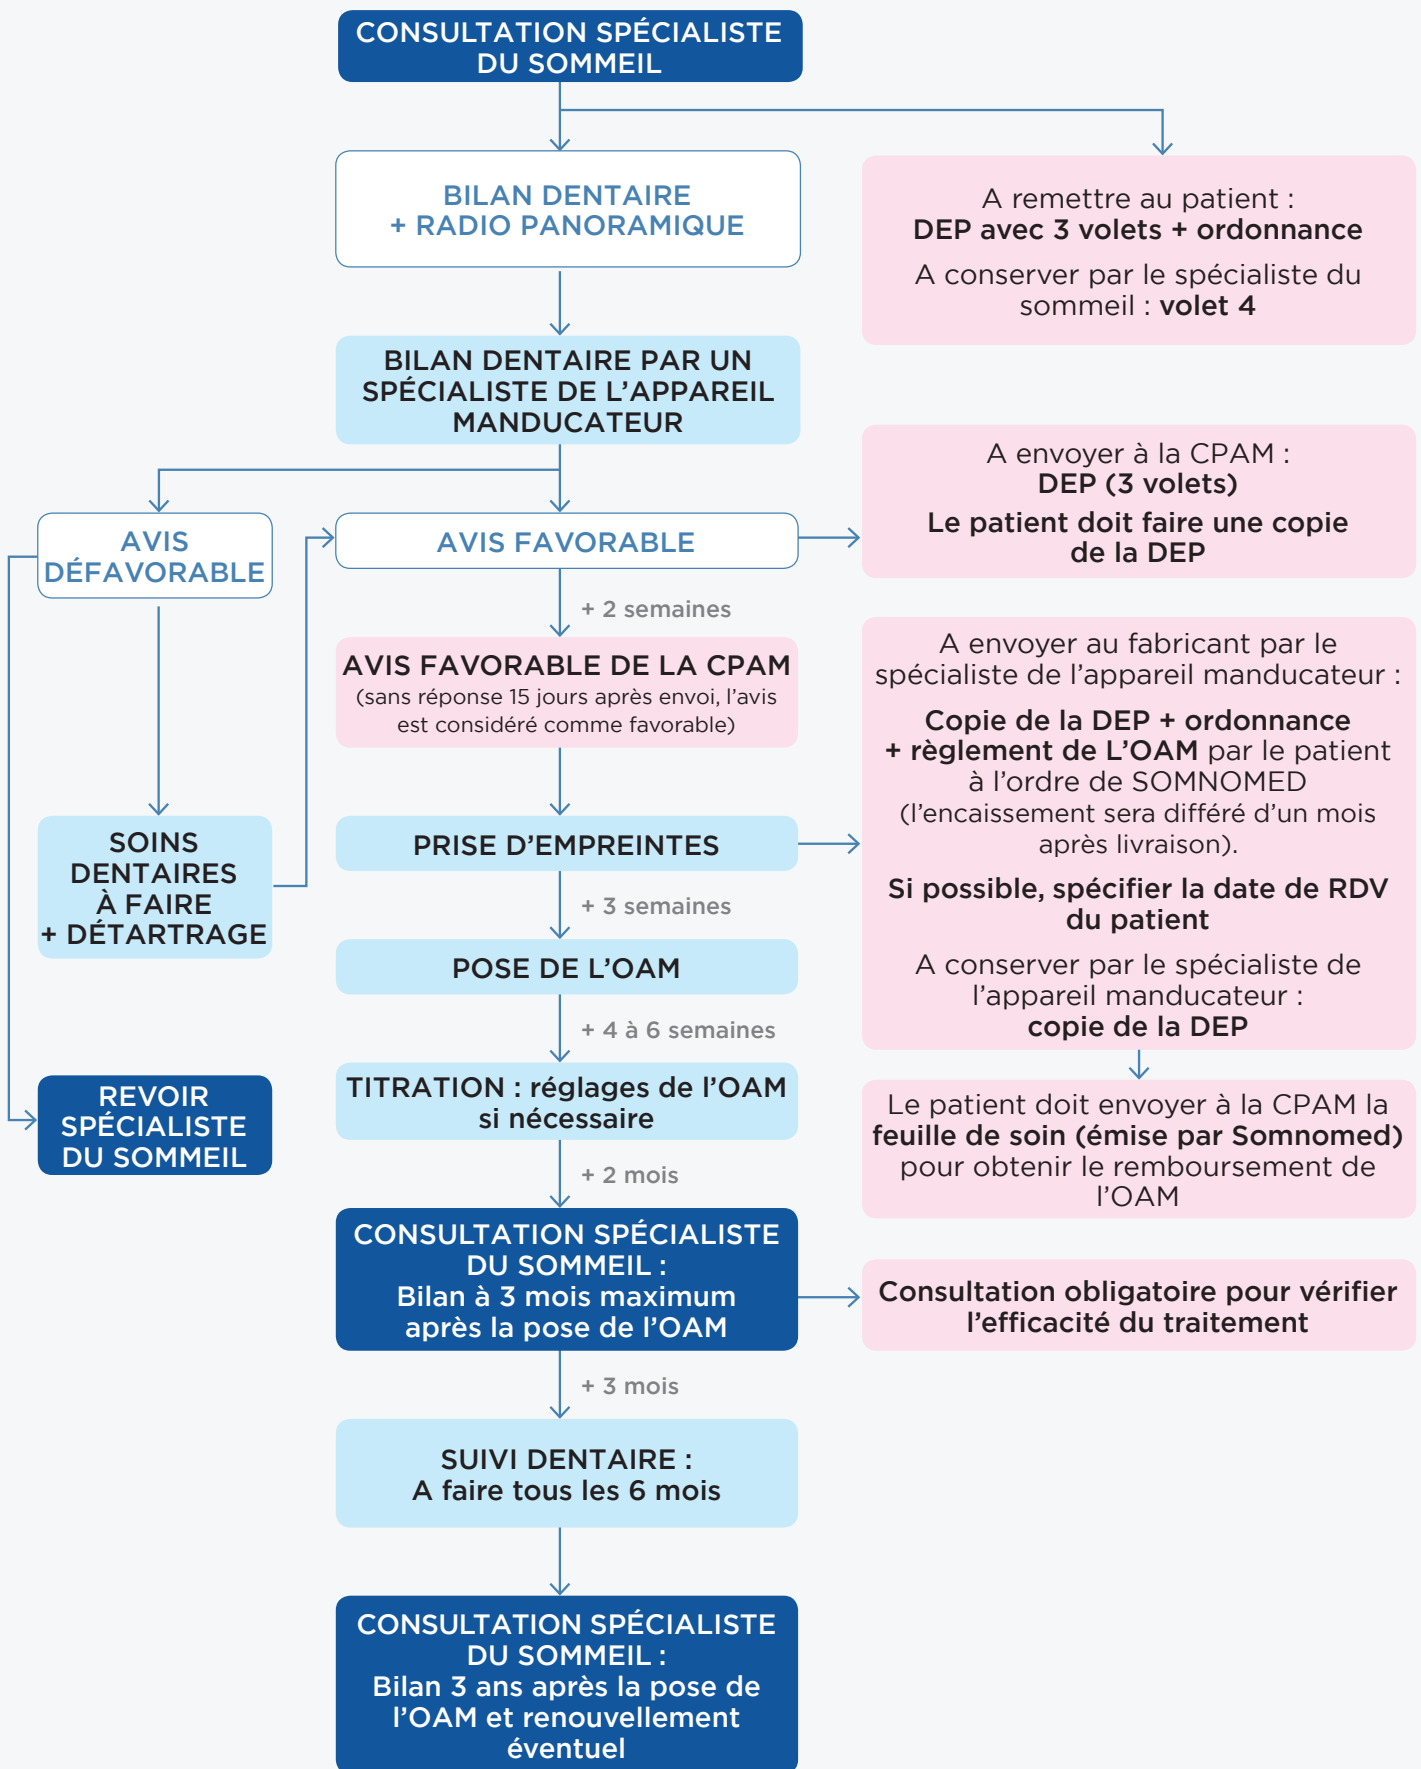 CONSULTATION SPÉCIALISTE
DU SOMMEIL
BILAN DENTAIRE
+ RADIO PANORAMIQUE
A remettre au patient :
DEP avec 3 volets + ordonnance
A conserver par le spécialiste du
sommeil : volet 4
BILAN DENTAIRE PAR UN
SPÉCIALISTE DE L’APPAREIL
MANDUCATEUR
A envoyer à la CPAM :
DEP (3 volets)
Le patient doit faire une copie
de la DEP
AVIS
DÉFAVORABLE
AVIS FAVORABLE
+ 2 semaines
AVIS FAVORABLE DE LA CPAM
(sans réponse 15 jours après envoi, l’avis
est considéré comme favorable)
A envoyer au fabricant par le
spécialiste de l’appareil manducateur :
Copie de la DEP + ordonnance
+ règlement de L’OAM par le patient
à l’ordre de SOMNOMED
(l’encaissement sera différé d’un mois
après livraison).
Si possible, spécifier la date de RDV
du patient
A conserver par le spécialiste de
l’appareil manducateur :
copie de la DEP
SOINS
DENTAIRES
À FAIRE
+ DÉTARTRAGE
PRISE D’EMPREINTES
+ 3 semaines
POSE DE L’OAM
+ 4 à 6 semaines
REVOIR
SPÉCIALISTE
DU SOMMEIL
TITRATION : réglages de l’OAM
si nécessaire
Le patient doit envoyer à la CPAM la
feuille de soin (émise par Somnomed)
pour obtenir le remboursement de
l’OAM
+ 2 mois
CONSULTATION SPÉCIALISTE
DU SOMMEIL :
Bilan à 3 mois maximum
après la pose de l’OAM
Consultation obligatoire pour vérifier
l’efficacité du traitement
+ 3 mois
SUIVI DENTAIRE :
A faire tous les 6 mois
CONSULTATION SPÉCIALISTE
DU SOMMEIL :
Bilan 3 ans après la pose de
l’OAM et renouvellement
éventuel